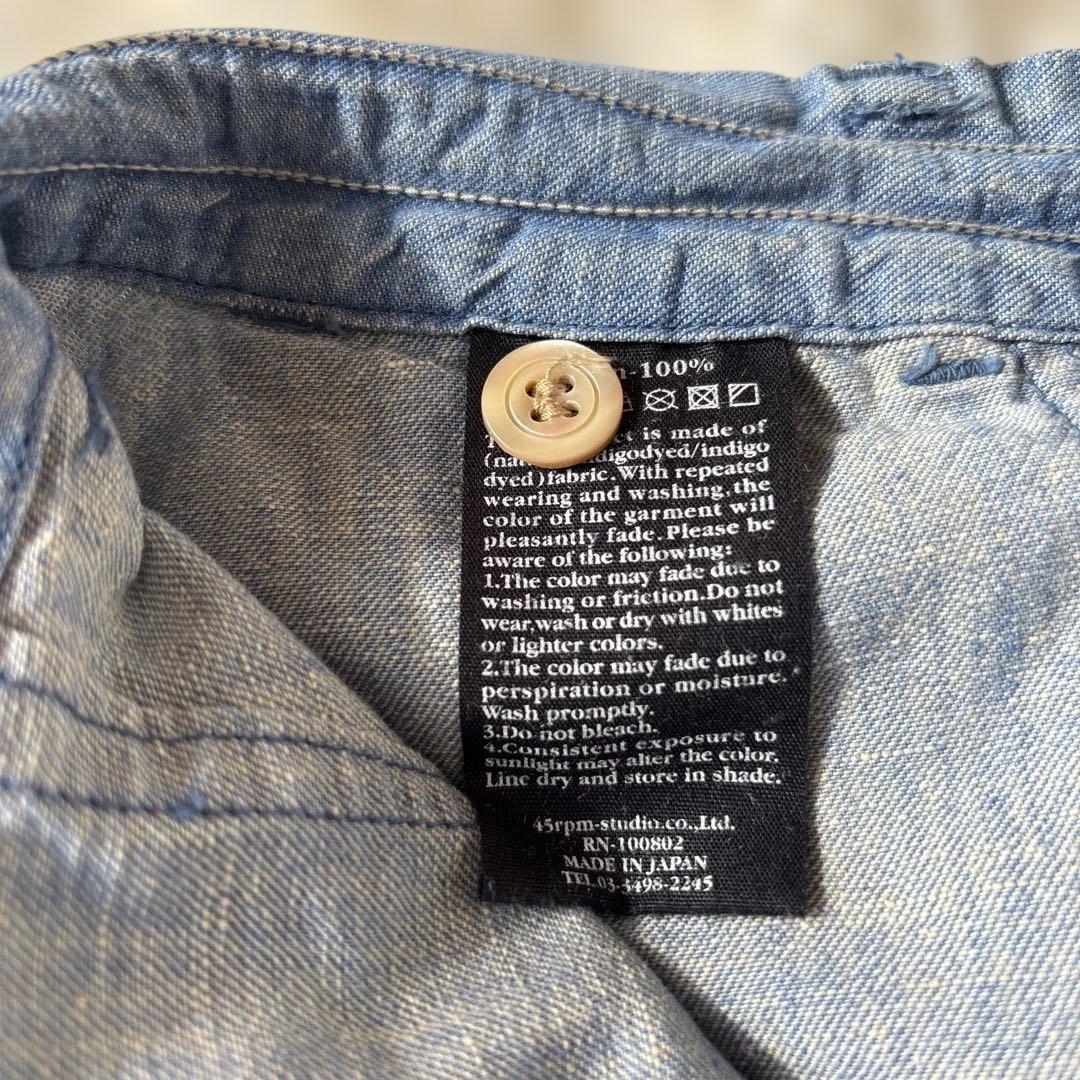 -100%
is made of
digodyed/indigo
dyed)fabric.With repeated
wearing and washing,the
color of the garment will
pleasantly fade.Please be
aware of the following:
1.The color may fade due to
washing or friction.Do not
wear,wash or dry with whites
or lighter colors.
2.The color may fade due to
perspiration or moisture.
Wash promptly.
3.Do not bleach.
4.Consistent exposure to
sunlight may alter the color.
Line dry and store in shade.
45rpm-studio.co.,Ltd.
RN-100802
MADE IN JAPAN
TEL.03-3498-2245